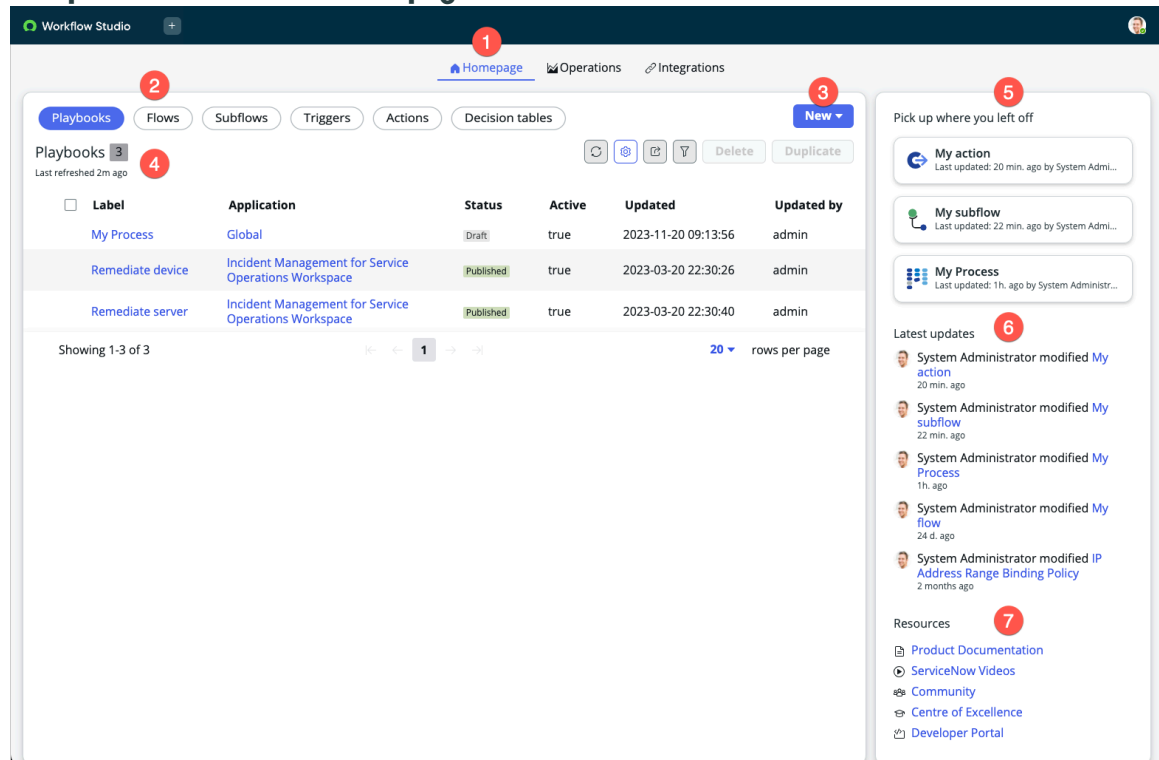 Workflow Studio
+
1
Homepage
Operations
Integrations
2
3
5
Playbooks
Flows
Subflows
Triggers
Actions
Decision tables
New
Playbooks 3
Last refreshed 2m ago
4
Delete
Duplicate
Label Application Status Active Updated Updated by
My Process Global Draft true 2023-11-20 09:13:56 admin
Remediate device Incident Management for Service Operations Workspace Published true 2023-03-20 22:30:26 admin
Remediate server Incident Management for Service Operations Workspace Published true 2023-03-20 22:30:40 admin
Showing 1-3 of 3
1
20 rows per page
Pick up where you left off
My action
Last updated: 20 min. ago by System Admi...
My subflow
Last updated: 22 min. ago by System Admi...
My Process
Last updated: 1h. ago by System Administr...
Latest updates
6
System Administrator modified My
action
20 min. ago
System Administrator modified My
subflow
22 min. ago
System Administrator modified My
Process
1h. ago
System Administrator modified My
flow
24 d. ago
System Administrator modified IP
Address Range Binding Policy
2 months ago
Resources
7
Product Documentation
ServiceNow Videos
Community
Centre of Excellence
Developer Portal